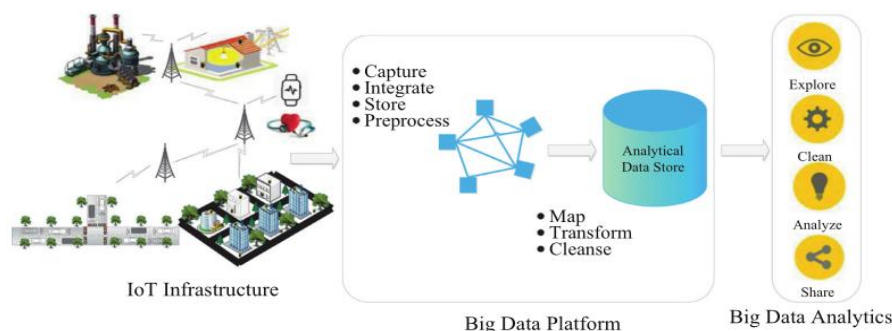 • Capture
• Integrate
• Store
• Preprocess
Analytical
Data Store
• Map
• Transform
• Cleanse
Explore
Clean
Analyze
Share
IoT Infrastructure
Big Data Platform
Big Data Analytics